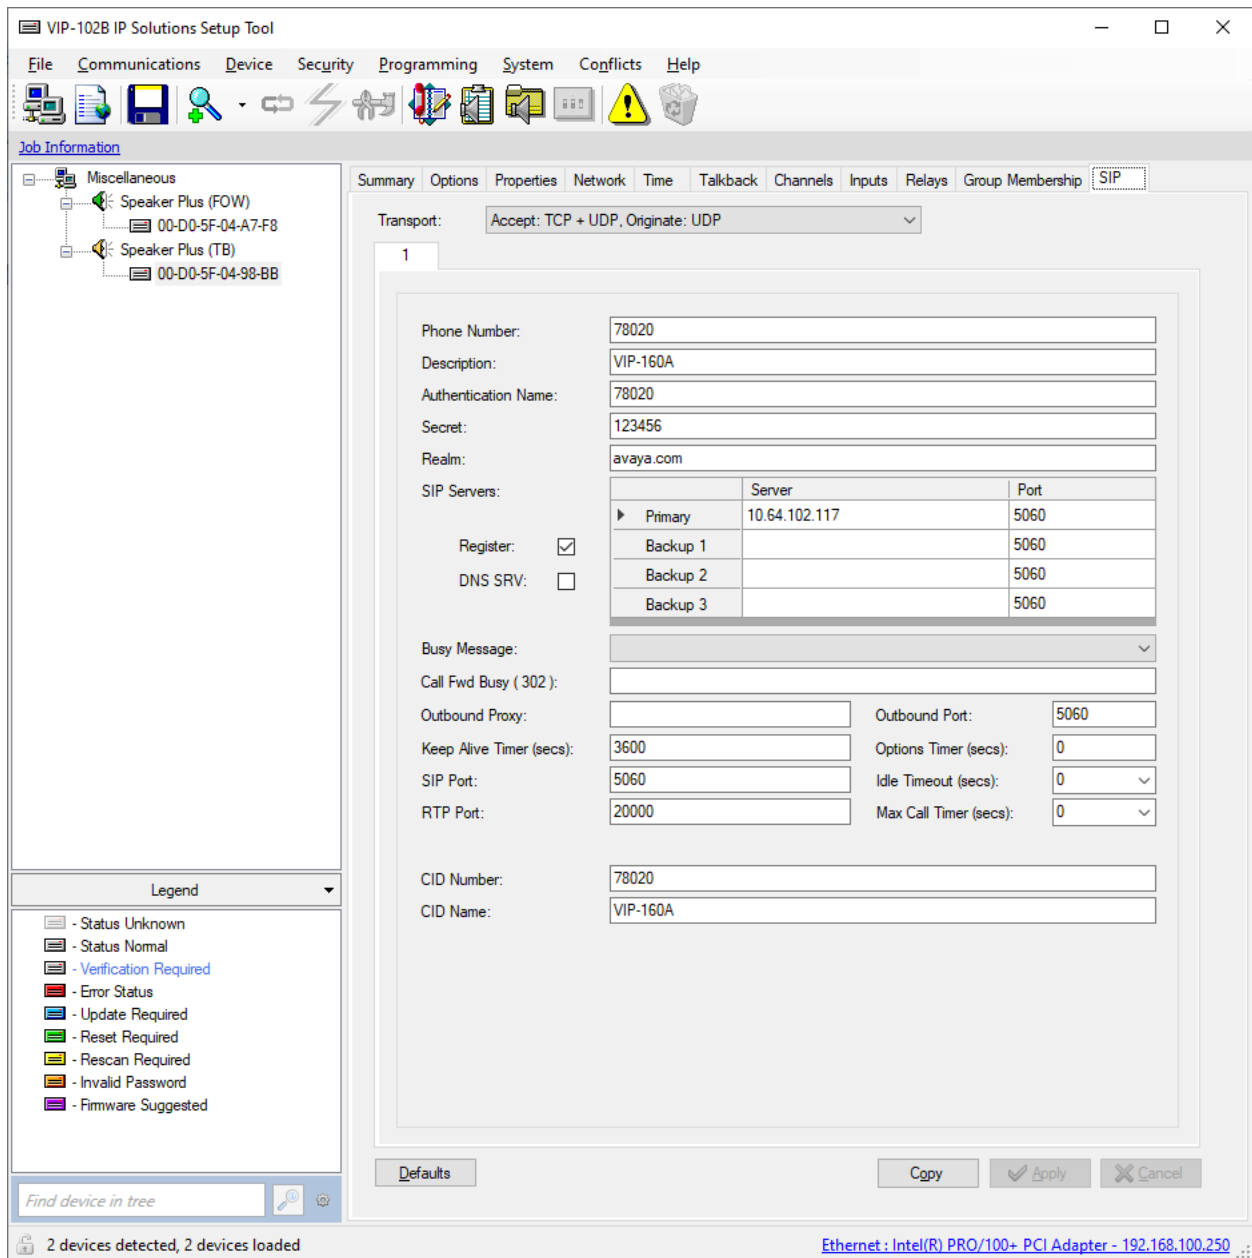 VIP-102B IP Solutions Setup Tool
File Communications Device Security Programming System Conflicts Help
Job Information
Miscellaneous
Speaker Plus (FOW)
00-D0-5F-04-A7-F8
Speaker Plus (TB)
00-D0-5F-04-98-BB
Summary Options Properties Network Time Talkback Channels Inputs Relays Group Membership SIP
Transport: Accept: TCP + UDP, Originate: UDP
1
Phone Number: 78020
Description: VIP-160A
Authentication Name: 78020
Secret: 123456
Realm: avaya.com
SIP Servers: Server Port
Primary 10.64.102.117 5060
Register: Backup 1 5060
DNS SRV: Backup 2 5060
Backup 3 5060
Busy Message:
Call Fwd Busy ( 302 ):
Outbound Proxy: Outbound Port: 5060
Keep Alive Timer (secs): 3600 Options Timer (secs): 0
SIP Port: 5060 Idle Timeout (secs): 0
RTP Port: 20000 Max Call Timer (secs): 0
CID Number: 78020
CID Name: VIP-160A
Legend
- Status Unknown
- Status Normal
- Verification Required
- Error Status
- Update Required
- Reset Required
- Rescan Required
- Invalid Password
- Firmware Suggested
Defaults Copy Apply Cancel
Find device in tree
2 devices detected, 2 devices loaded Ethernet : Intel(R) PRO/100+ PCI Adapter - 192.168.100.250